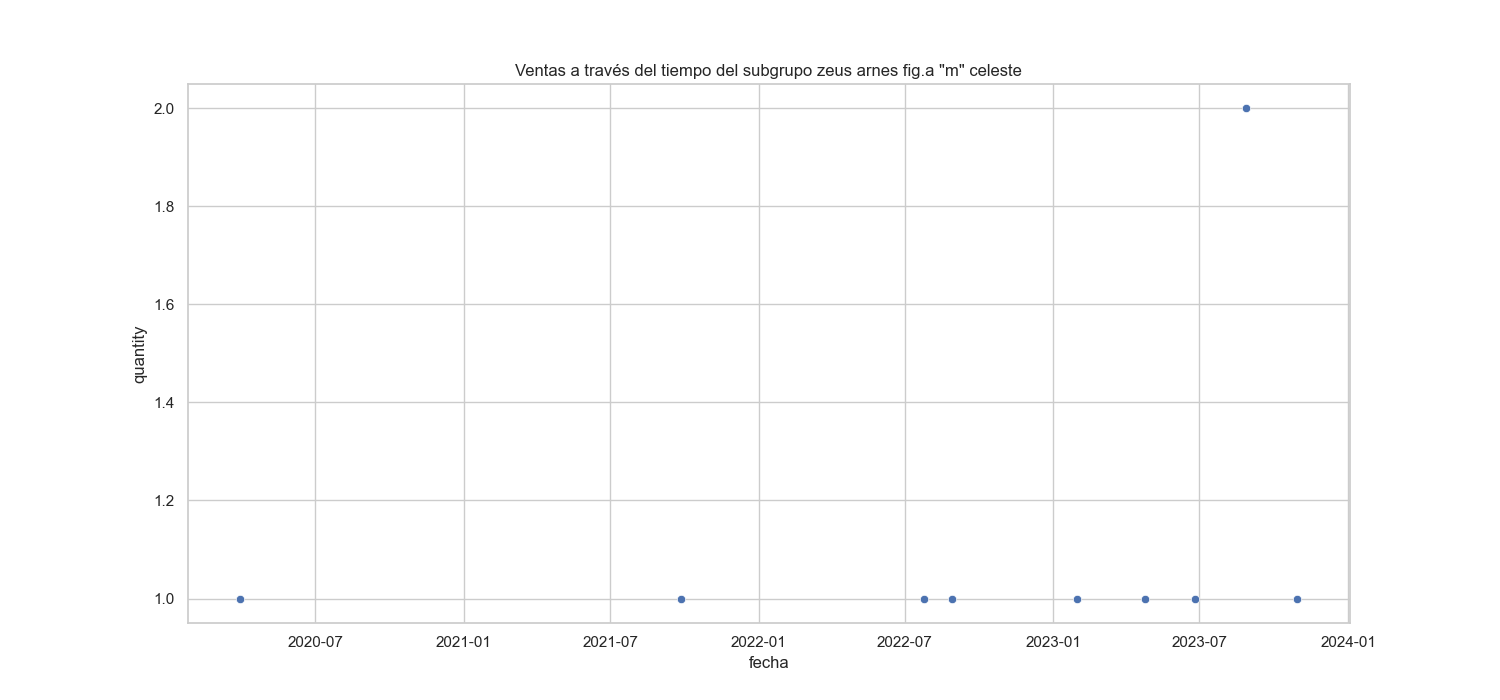 Ventas a través del tiempo del subgrupo zeus arnes fig.a "m" celeste
2.0
1.8
1.6
1.4
1.2
1.0
quantity
2020-07 2021-01 2021-07 2022-01 2022-07 2023-01 2023-07 2024-01
fecha